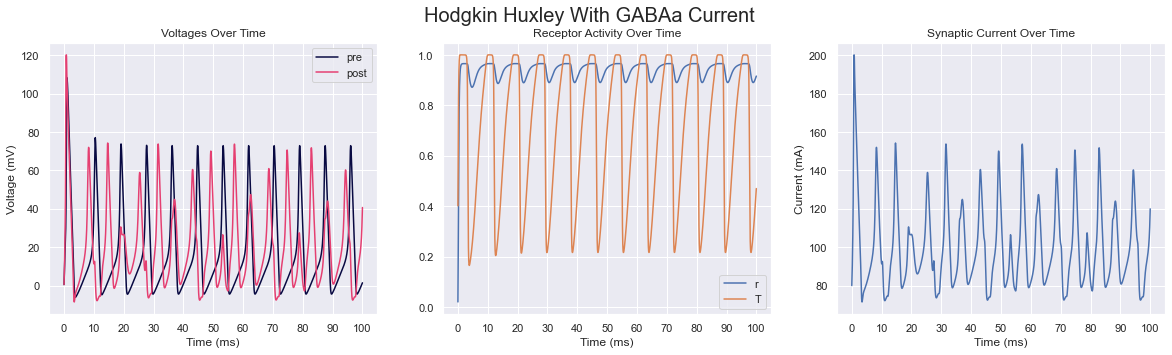 Hodgkin Huxley With GABAa Current
Voltages Over Time
Voltage (mV)
120
100
80
60
40
20
0
pre
post
0 10 20 30 40 50 60 70 80 90 100
Time (ms)
Receptor Activity Over Time
1.0
0.8
0.6
0.4
0.2
0.0
r
T
0 10 20 30 40 50 60 70 80 90 100
Time (ms)
Synaptic Current Over Time
Current (mA)
200
180
160
140
120
100
80
0 10 20 30 40 50 60 70 80 90 100
Time (ms)